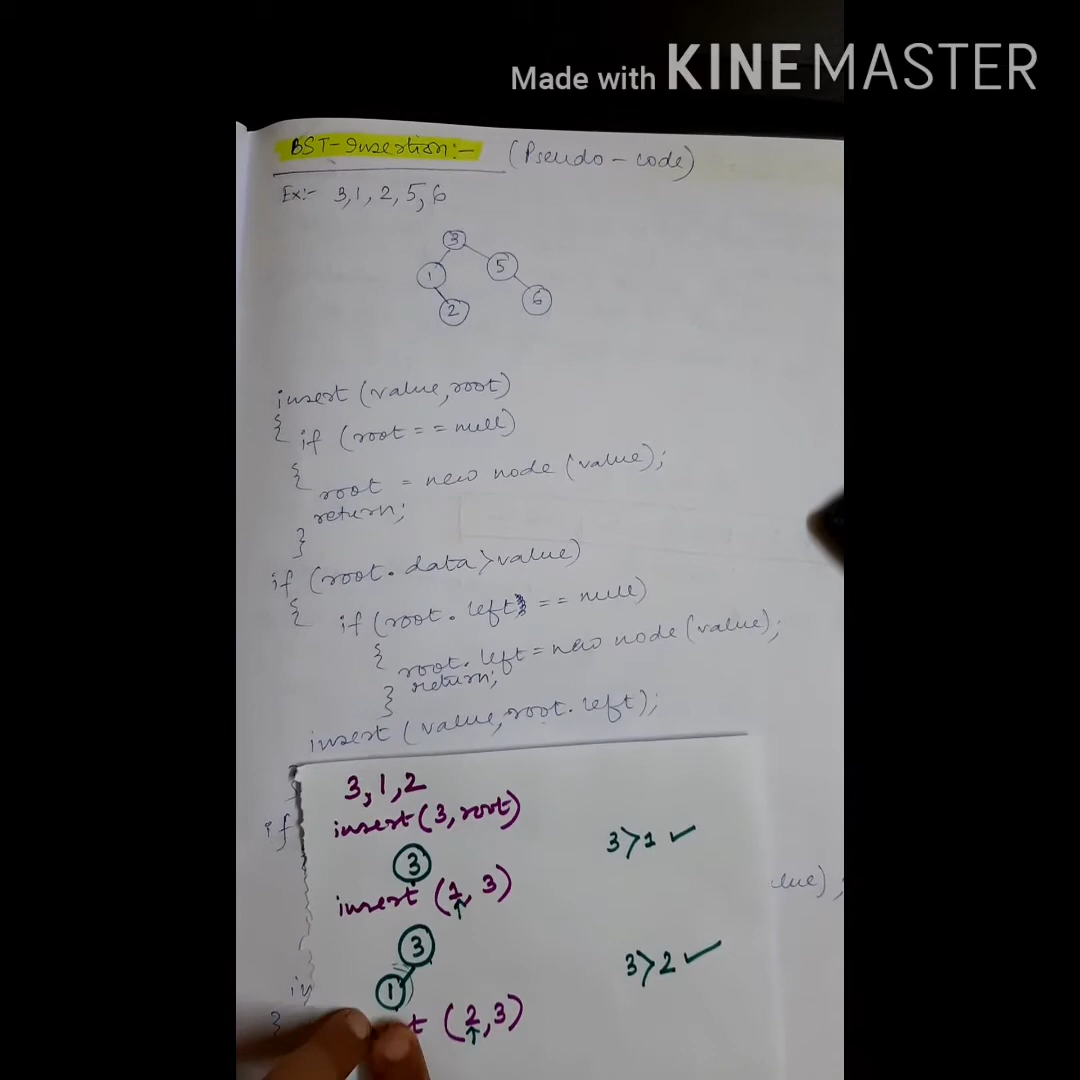 Made with KINEMASTER
BST-Insertion:- (Pseudo-code)
Ex:- 3,1,2,5,6
3
1 5
2 6
insert (value,root)
{ if (root == null)
{ root = new node (value);
return;
}
if (root.data>value)
{ if (root.left == null)
{ root.left = new node (value);
} return;
}
insert (value,root.left);
3,1,2
if insert(3,root)
3 3>1 ✓
insert (1, 3) lue);
3
1 3>2 ✓
t (2,3)
}